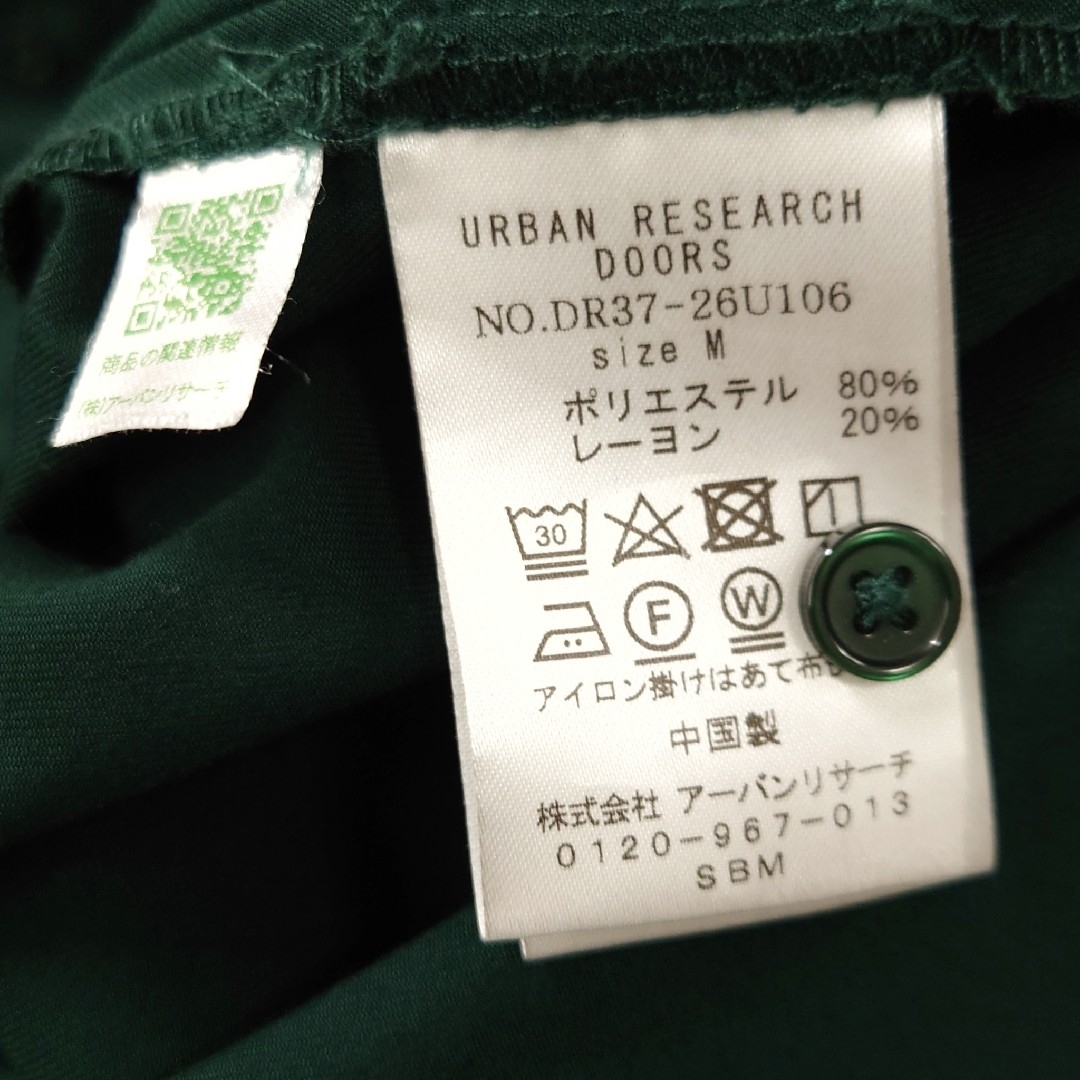 商品の関連情報
(株)アーバンリサーチ
URBAN RESEARCH
DOORS
NO.DR37-26U106
size M
ポリエステル 80%
レーヨン 20%
30
F
W
アイロン掛けはあて布
中国製
株式会社 アーバンリサーチ
0120-967-013
SBM